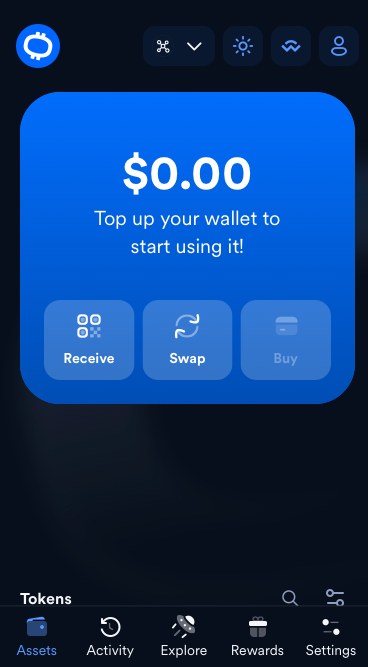 $0.00
Top up your wallet to
start using it!
Receive
Swap
Buy
Tokens
Assets
Activity
Explore
Rewards
Settings